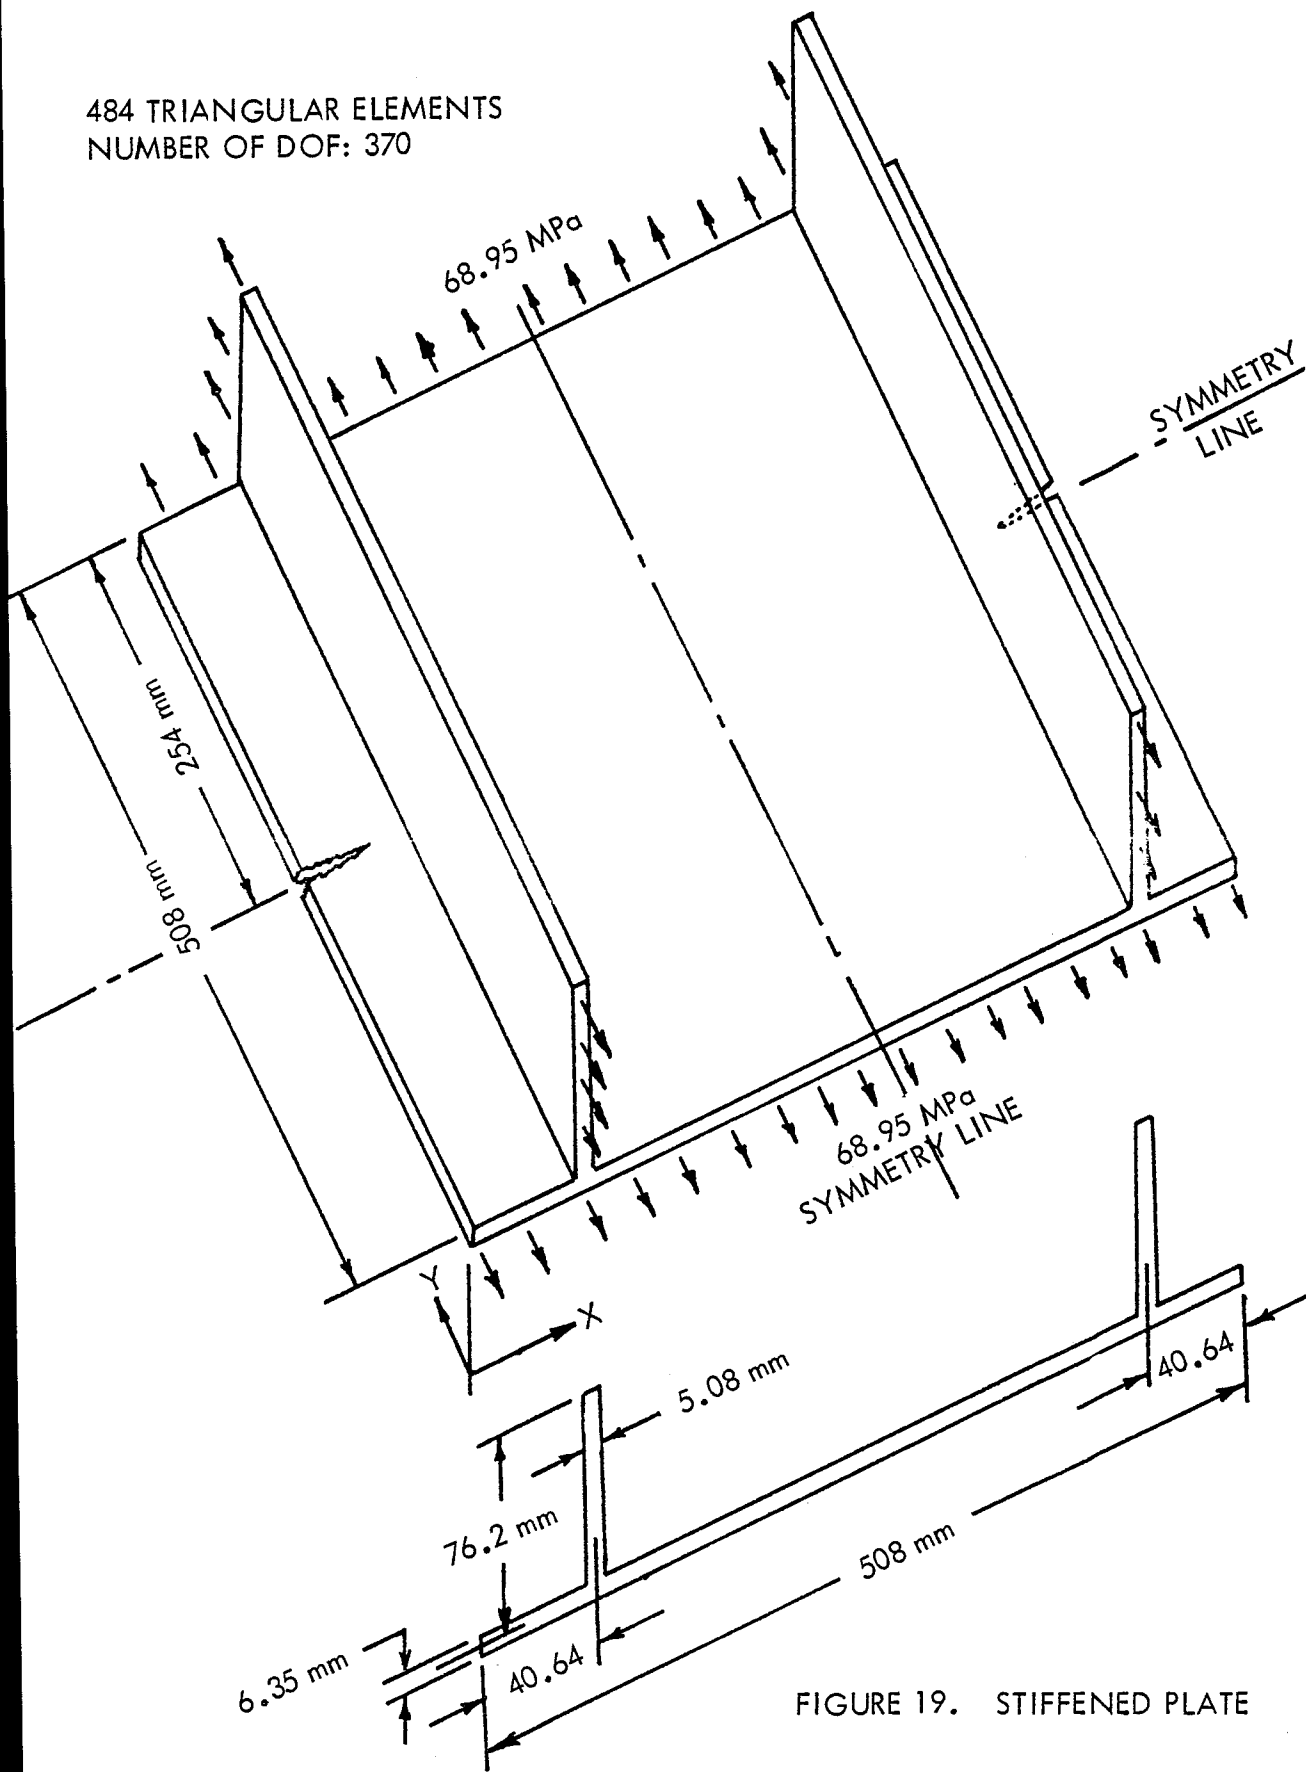 484 TRIANGULAR ELEMENTS
NUMBER OF DOF: 370
68.95 MPa
SYMMETRY
LINE
254 mm
508 mm
68.95 MPa
SYMMETRY LINE
Y
X
5.08 mm
40.64
76.2 mm
508 mm
6.35 mm
40.64
FIGURE 19. STIFFENED PLATE